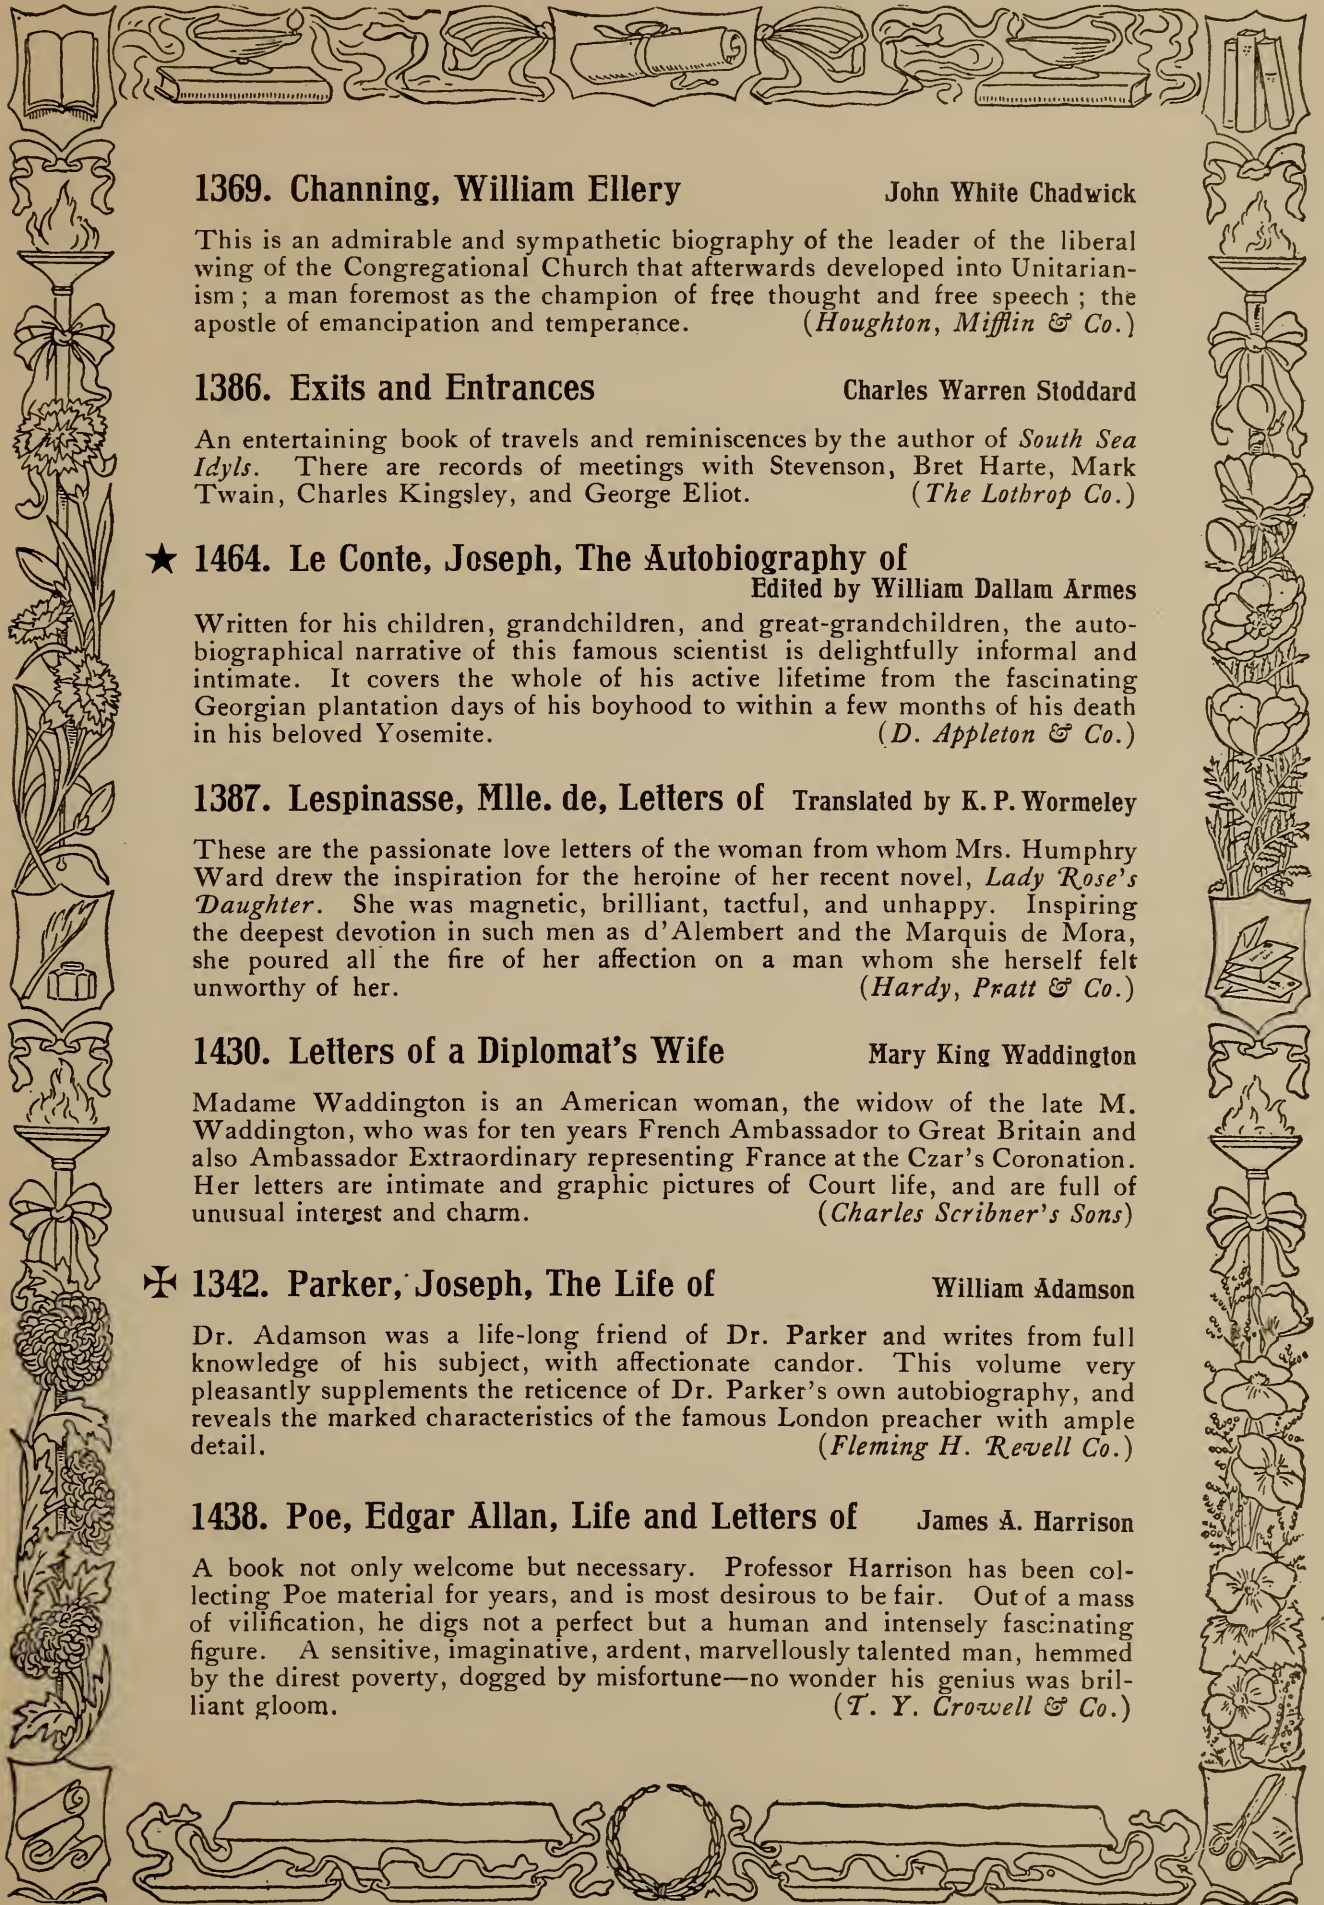 1369. Channing, William Ellery John White Chadwick
This is an admirable and sympathetic biography of the leader of the liberal
wing of the Congregational Church that afterwards developed into Unitarian-
ism ; a man foremost as the champion of free thought and free speech ; the
apostle of emancipation and temperance. (Houghton, Mifflin & Co.)
1386. Exits and Entrances Charles Warren Stoddard
An entertaining book of travels and reminiscences by the author of South Sea
Idyls. There are records of meetings with Stevenson, Bret Harte, Mark
Twain, Charles Kingsley, and George Eliot. (The Lothrop Co.)
★ 1464. Le Conte, Joseph, The Autobiography of
Edited by William Dallam Armes
Written for his children, grandchildren, and great-grandchildren, the auto-
biographical narrative of this famous scientist is delightfully informal and
intimate. It covers the whole of his active lifetime from the fascinating
Georgian plantation days of his boyhood to within a few months of his death
in his beloved Yosemite. (D. Appleton & Co.)
1387. Lespinasse, Mlle. de, Letters of Translated by K. P. Wormeley
These are the passionate love letters of the woman from whom Mrs. Humphry
Ward drew the inspiration for the heroine of her recent novel, Lady Rose's
Daughter. She was magnetic, brilliant, tactful, and unhappy. Inspiring
the deepest devotion in such men as d'Alembert and the Marquis de Mora,
she poured all the fire of her affection on a man whom she herself felt
unworthy of her. (Hardy, Pratt & Co.)
1430. Letters of a Diplomat's Wife Mary King Waddington
Madame Waddington is an American woman, the widow of the late M.
Waddington, who was for ten years French Ambassador to Great Britain and
also Ambassador Extraordinary representing France at the Czar's Coronation.
Her letters are intimate and graphic pictures of Court life, and are full of
unusual interest and charm. (Charles Scribner's Sons)
✠ 1342. Parker, Joseph, The Life of William Adamson
Dr. Adamson was a life-long friend of Dr. Parker and writes from full
knowledge of his subject, with affectionate candor. This volume very
pleasantly supplements the reticence of Dr. Parker's own autobiography, and
reveals the marked characteristics of the famous London preacher with ample
detail. (Fleming H. Revell Co.)
1438. Poe, Edgar Allan, Life and Letters of James A. Harrison
A book not only welcome but necessary. Professor Harrison has been col-
lecting Poe material for years, and is most desirous to be fair. Out of a mass
of vilification, he digs not a perfect but a human and intensely fascinating
figure. A sensitive, imaginative, ardent, marvellously talented man, hemmed
by the direst poverty, dogged by misfortune—no wonder his genius was bril-
liant gloom. (T. Y. Crowell & Co.)